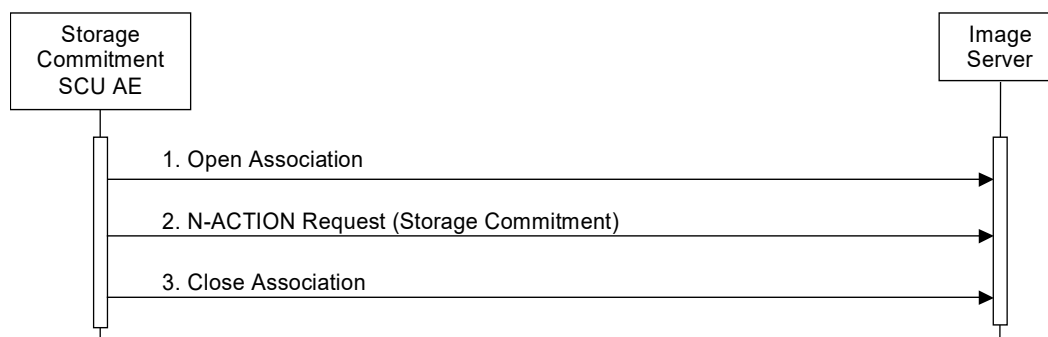 Storage
Commitment
SCU AE
Image
Server
1. Open Association
2. N-ACTION Request (Storage Commitment)
3. Close Association